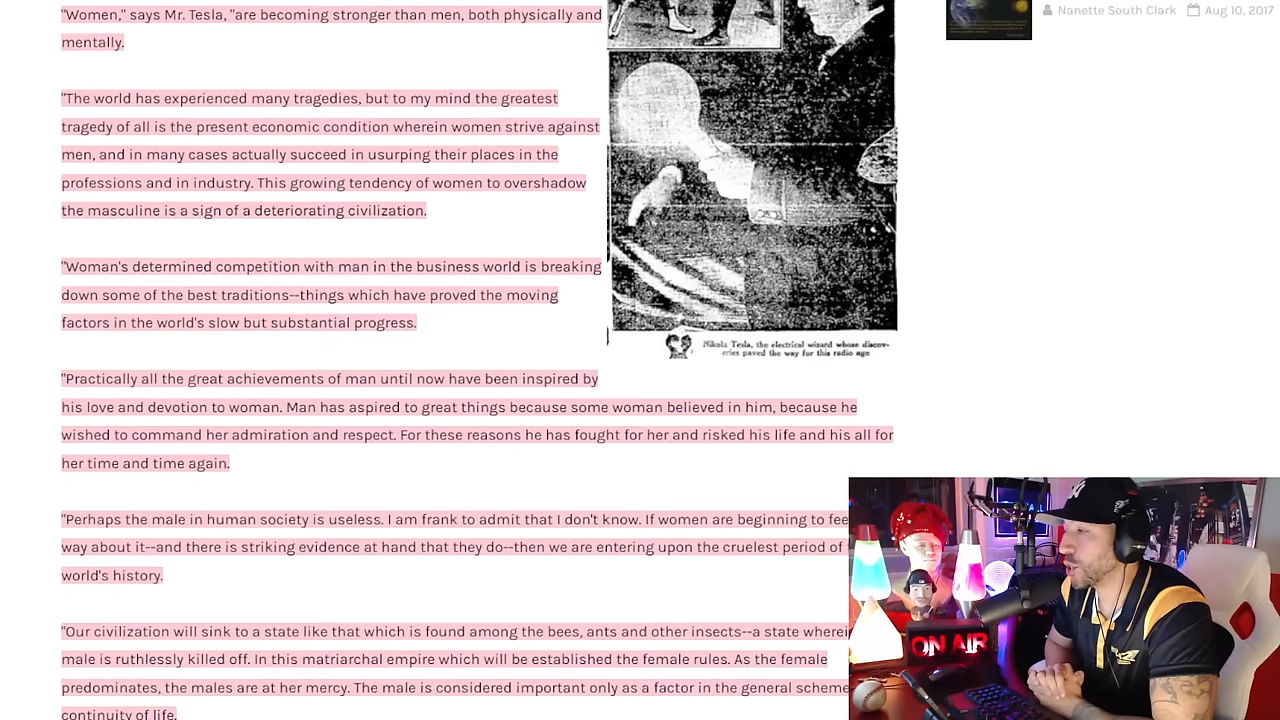 "Women," says Mr. Tesla, "are becoming stronger than men, both physically and
mentally.
"The world has experienced many tragedies, but to my mind the greatest
tragedy of all is the present economic condition wherein women strive against
men, and in many cases actually succeed in usurping their places in the
professions and in industry. This growing tendency of women to overshadow
the masculine is a sign of a deteriorating civilization.
"Woman's determined competition with man in the business world is breaking
down some of the best traditions--things which have proved the moving
factors in the world's slow but substantial progress.
"Practically all the great achievements of man until now have been inspired by
his love and devotion to woman. Man has aspired to great things because some woman believed in him, because he
wished to command her admiration and respect. For these reasons he has fought for her and risked his life and his all for
her time and time again.
"Perhaps the male in human society is useless. I am frank to admit that I don't know. If women are beginning to fee
way about it--and there is striking evidence at hand that they do--then we are entering upon the cruelest period of
world's history.
"Our civilization will sink to a state like that which is found among the bees, ants and other insects--a state wherei
male is ruthlessly killed off. In this matriarchal empire which will be established the female rules. As the female
predominates, the males are at her mercy. The male is considered important only as a factor in the general scheme
continuity of life.
Nikola Tesla, the electrical wizard whose discov-
eries paved the way for this radio age
Nanette South Clark Aug 10, 2017
ON AIR